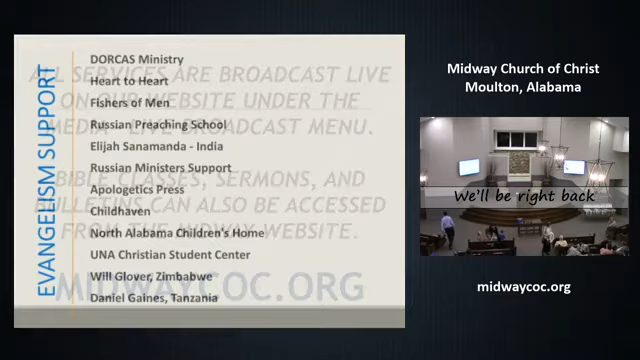 EVANGELISM SUPPORT
DORCAS Ministry
Heart to Heart
Fishers of Men
Russian Preaching School
Elijah Sanamanda - India
Russian Ministers Support
Apologetics Press
Childhaven
North Alabama Children's Home
UNA Christian Student Center
Will Glover, Zimbabwe
Daniel Gaines, Tanzania
ALL SERVICES ARE BROADCAST LIVE
ON OUR WEBSITE UNDER THE
MEDIA - LIVE BROADCAST MENU.
BIBLE CLASSES, SERMONS, AND
BULLETINS CAN ALSO BE ACCESSED
FROM THE MIDWAY WEBSITE.
MIDWAYCOC.ORG
Midway Church of Christ
Moulton, Alabama
We'll be right back
midwaycoc.org